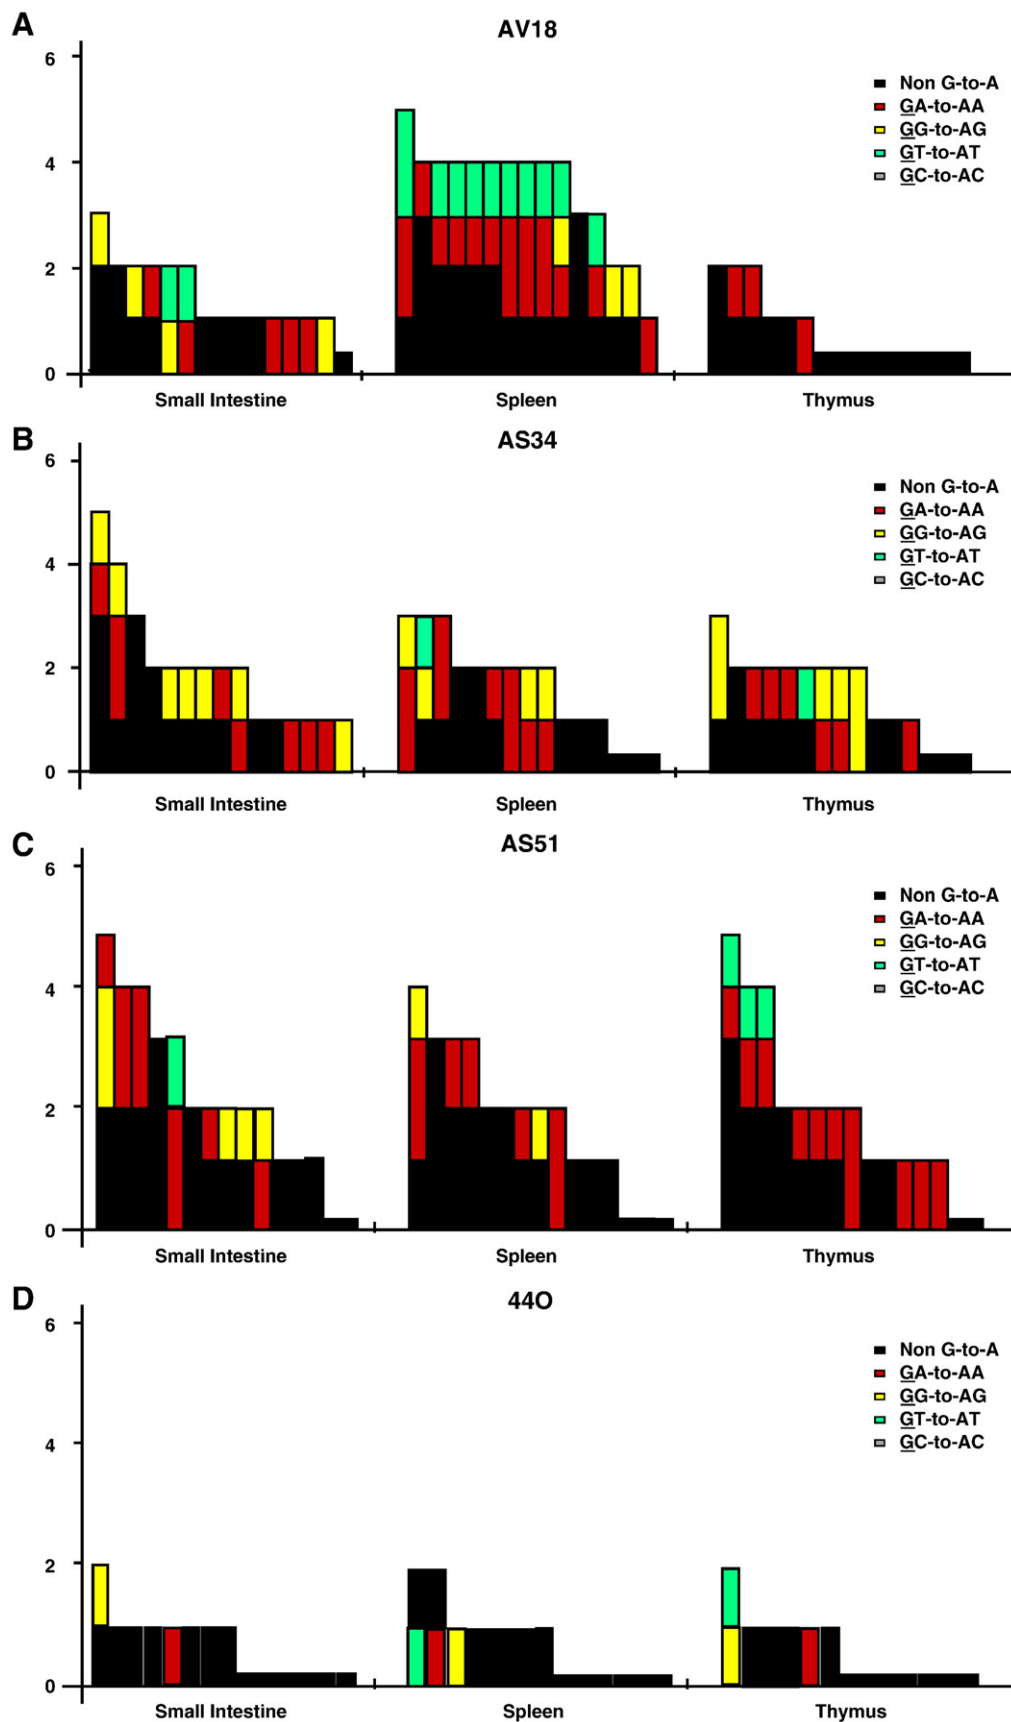 A
AV18
6
4
2
0
Non G-to-A
GA-to-AA
GG-to-AG
GT-to-AT
GC-to-AC
Small Intestine Spleen Thymus
B
AS34
6
4
2
0
Non G-to-A
GA-to-AA
GG-to-AG
GT-to-AT
GC-to-AC
Small Intestine Spleen Thymus
C
AS51
6
4
2
0
Non G-to-A
GA-to-AA
GG-to-AG
GT-to-AT
GC-to-AC
Small Intestine Spleen Thymus
D
44O
6
4
2
0
Non G-to-A
GA-to-AA
GG-to-AG
GT-to-AT
GC-to-AC
Small Intestine Spleen Thymus